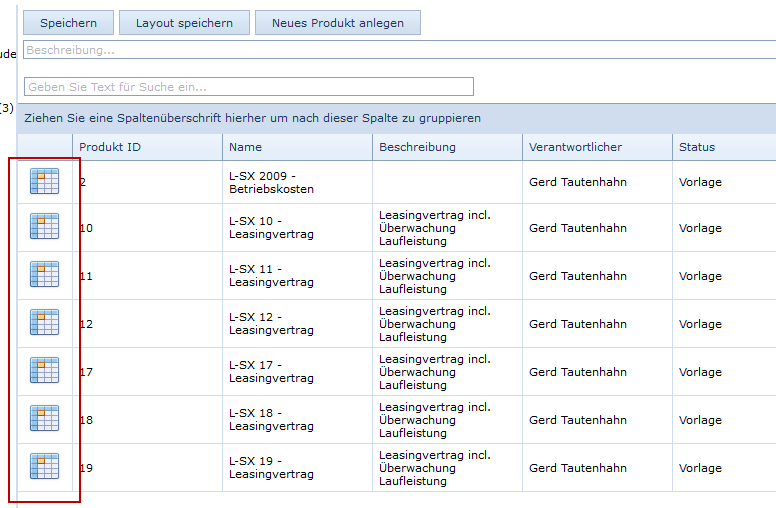 Speichern Layout speichern Neues Produkt anlegen
ude Beschreibung...
Geben Sie Text für Suche ein...
(3)
Ziehen Sie eine Spaltenüberschrift hierher um nach dieser Spalte zu gruppieren
Produkt ID Name Beschreibung Verantwortlicher Status
2 L-SX 2009 - Betriebskosten Gerd Tautenhahn Vorlage
10 L-SX 10 - Leasingvertrag Leasingvertrag incl. Überwachung Laufleistung Gerd Tautenhahn Vorlage
11 L-SX 11 - Leasingvertrag Leasingvertrag incl. Überwachung Laufleistung Gerd Tautenhahn Vorlage
12 L-SX 12 - Leasingvertrag Leasingvertrag incl. Überwachung Laufleistung Gerd Tautenhahn Vorlage
17 L-SX 17 - Leasingvertrag Leasingvertrag incl. Überwachung Laufleistung Gerd Tautenhahn Vorlage
18 L-SX 18 - Leasingvertrag Leasingvertrag incl. Überwachung Laufleistung Gerd Tautenhahn Vorlage
19 L-SX 19 - Leasingvertrag Leasingvertrag incl. Überwachung Laufleistung Gerd Tautenhahn Vorlage